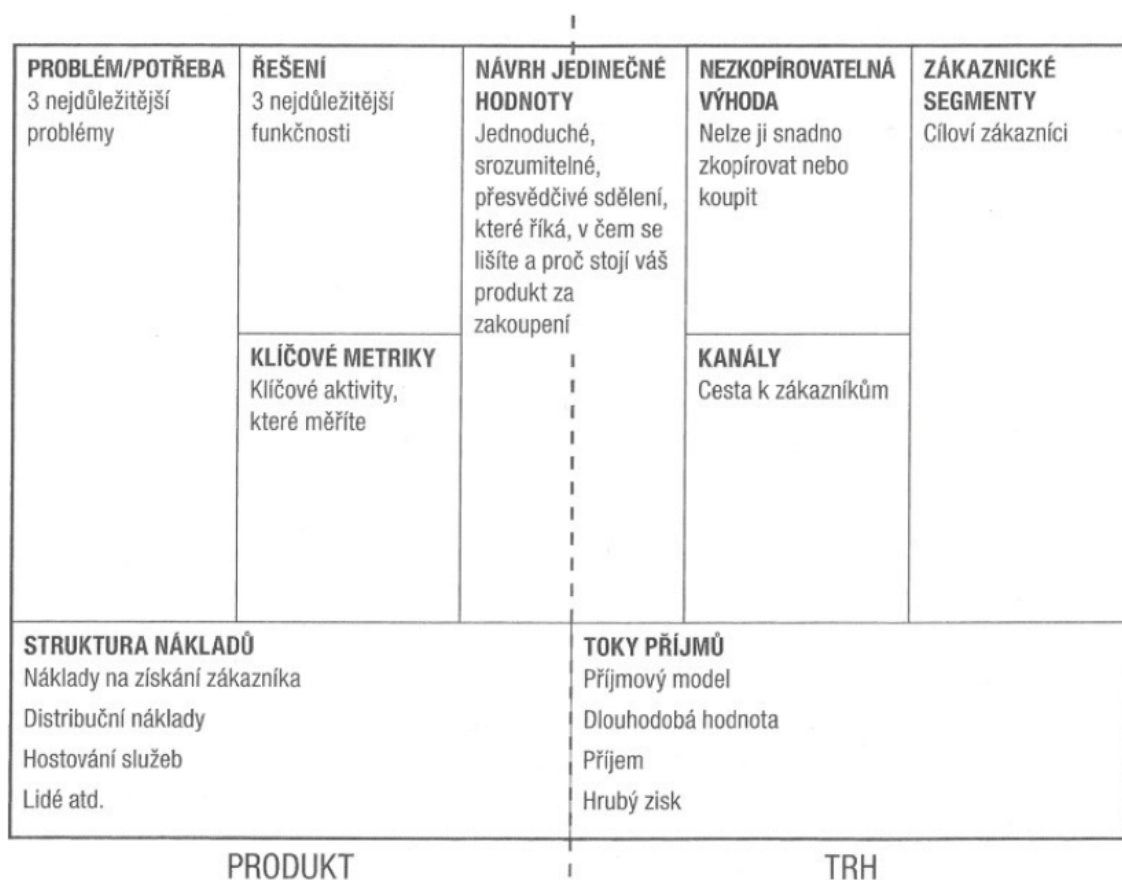 PROBLÉM/POTŘEBA
3 nejdůležitější
problémy
ŘEŠENÍ
3 nejdůležitější
funkčnosti
KLÍČOVÉ METRIKY
Klíčové aktivity,
které měříte
NÁVRH JEDINEČNÉ
HODNOTY
Jednoduché,
srozumitelné,
přesvědčivé sdělení,
které říká, v čem se
lišíte a proč stojí váš
produkt za
zakoupení
NEZKOPÍROVATELNÁ
VÝHODA
Nelze ji snadno
zkopírovat nebo
koupit
KANÁLY
Cesta k zákazníkům
ZÁKAZNICKÉ
SEGMENTY
Cíloví zákazníci
STRUKTURA NÁKLADŮ
Náklady na získání zákazníka
Distribuční náklady
Hostování služeb
Lidé atd.
TOKY PŘÍJMŮ
Příjmový model
Dlouhodobá hodnota
Příjem
Hrubý zisk
PRODUKT
TRH